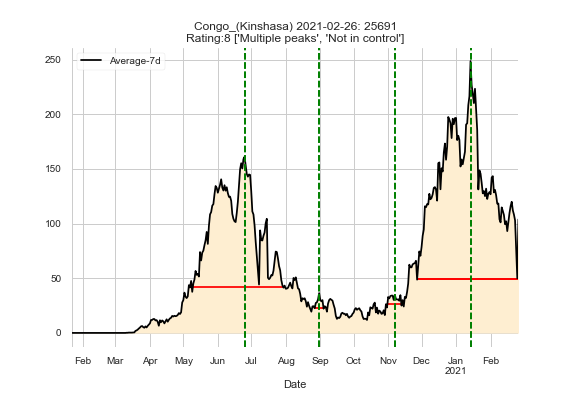 Congo_(Kinshasa) 2021-02-26: 25691
Rating:8 ['Multiple peaks', 'Not in control']
Average-7d
250
200
150
100
50
0
Feb Mar Apr May Jun Jul Aug Sep Oct Nov Dec Jan Feb
2021
Date